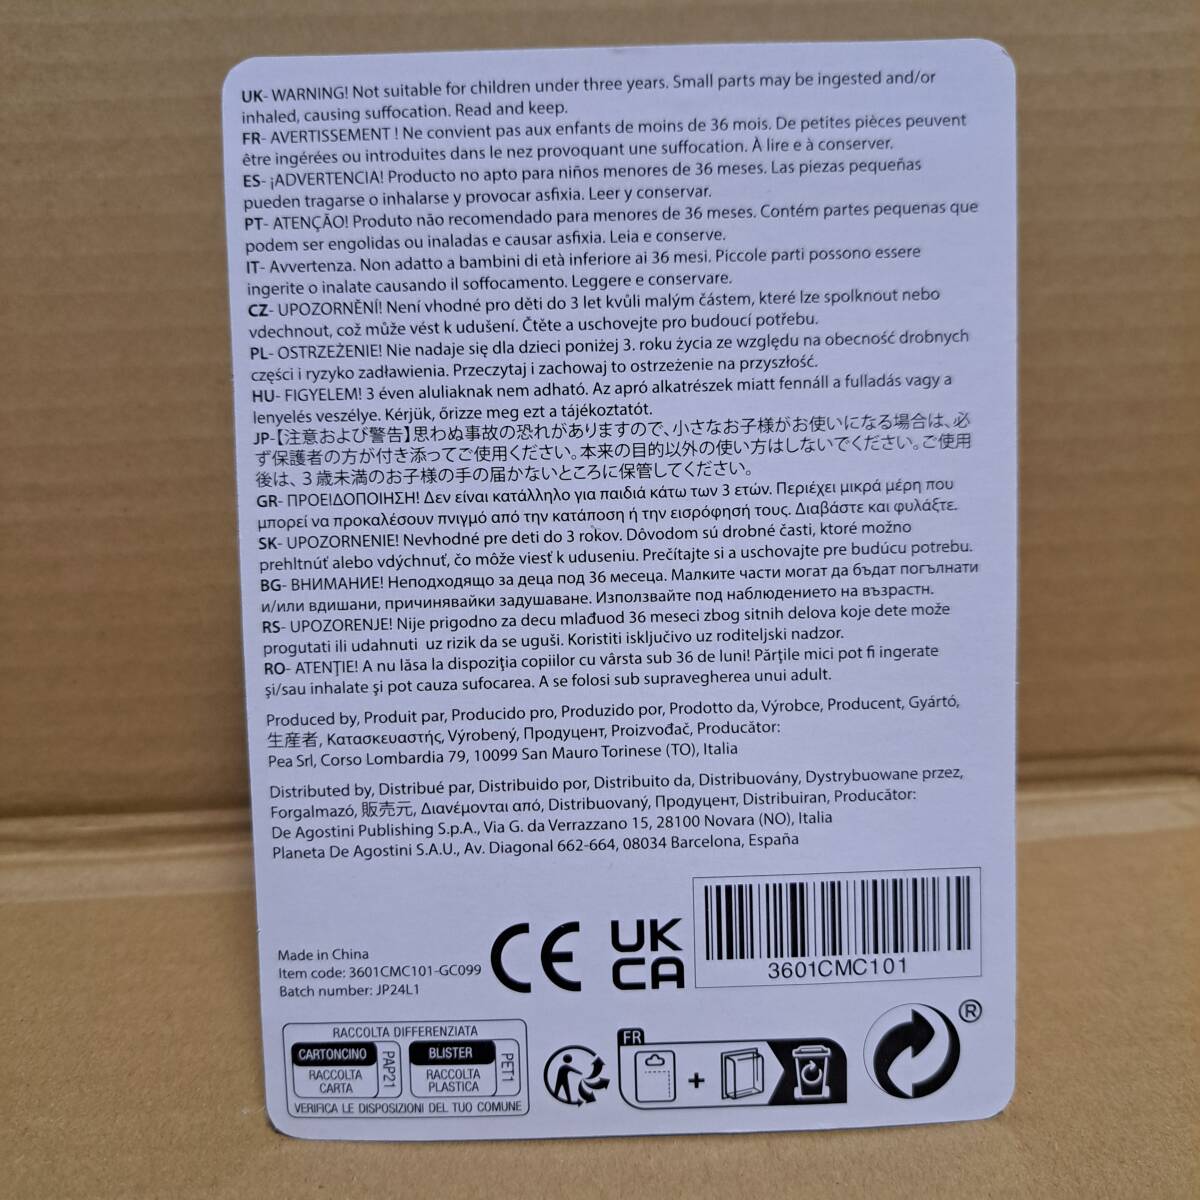 UK- WARNING! Not suitable for children under three years. Small parts may be ingested and/or
inhaled, causing suffocation. Read and keep.
FR- AVERTISSEMENT ! Ne convient pas aux enfants de moins de 36 mois. De petites pièces peuvent
être ingérées ou introduites dans le nez provoquant une suffocation. À lire e à conserver.
ES- ¡ADVERTENCIA! Producto no apto para niños menores de 36 meses. Las piezas pequeñas
pueden tragarse o inhalarse y provocar asfixia. Leer y conservar.
PT- ATENÇÃO! Produto não recomendado para menores de 36 meses. Contém partes pequenas que
podem ser engolidas ou inaladas e causar asfixia. Leia e conserve.
IT- Avvertenza. Non adatto a bambini di età inferiore ai 36 mesi. Piccole parti possono essere
ingerite o inalate causando il soffocamento. Leggere e conservare.
CZ- UPOZORNĚNÍ! Není vhodné pro děti do 3 let kvůli malým částem, které lze spolknout nebo
vdechnout, což může vést k udušení. Čtěte a uschovejte pro budoucí potřebu.
PL- OSTRZEŻENIE! Nie nadaje się dla dzieci poniżej 3. roku życia ze względu na obecność drobnych
części i ryzyko zadławienia. Przeczytaj i zachowaj to ostrzeżenie na przyszłość.
HU- FIGYELEM! 3 éven aluliaknak nem adható. Az apró alkatrészek miatt fennáll a fulladás vagy a
lenyelés veszélye. Kérjük, őrizze meg ezt a tájékoztatót.
JP-【注意および警告】思わぬ事故の恐れがありますので、小さなお子様がお使いになる場合は、必
ず保護者の方が付き添ってご使用ください。本来の目的以外の使い方はしないでください。ご使用
後は、３歳未満のお子様の手の届かないところに保管してください。
GR- ΠΡΟΕΙΔΟΠΟΙΗΣΗ! Δεν είναι κατάλληλο για παιδιά κάτω των 3 ετών. Περιέχει μικρά μέρη που
μπορεί να προκαλέσουν πνιγμό από την κατάποση ή την εισρόφησή τους. Διαβάστε και φυλάξτε.
SK- UPOZORNENIE! Nevhodné pre deti do 3 rokov. Dôvodom sú drobné časti, ktoré možno
prehltnúť alebo vdýchnuť, čo môže viesť k uduseniu. Prečítajte si a uschovajte pre budúcu potrebu.
BG- ВНИМАНИЕ! Неподходящо за деца под 36 месеца. Малките части могат да бъдат погълнати
и/или вдишани, причинявайки задушаване. Използвайте под наблюдението на възрастн.
RS- UPOZORENJE! Nije prigodno za decu mlađuod 36 meseci zbog sitnih delova koje dete može
progutati ili udahnuti uz rizik da se uguši. Koristiti isključivo uz roditeljski nadzor.
RO- ATENŢIE! A nu lăsa la dispoziţia copiilor cu vârsta sub 36 de luni! Părţile mici pot fi ingerate
şi/sau inhalate şi pot cauza sufocarea. A se folosi sub supravegherea unui adult.
Produced by, Produit par, Producido pro, Produzido por, Prodotto da, Výrobce, Producent, Gyártó,
生産者, Κατασκευαστής, Výrobený, Продуцент, Proizvođač, Producător:
Pea Srl, Corso Lombardia 79, 10099 San Mauro Torinese (TO), Italia
Distributed by, Distribué par, Distribuido por, Distribuito da, Distribuovány, Dystrybuowane przez,
Forgalmazó, 販売元, Διανέμονται από, Distribuovaný, Продуцент, Distribuiran, Producător:
De Agostini Publishing S.p.A., Via G. da Verrazzano 15, 28100 Novara (NO), Italia
Planeta De Agostini S.A.U., Av. Diagonal 662-664, 08034 Barcelona, España
Made in China
Item code: 3601CMC101-GC099
Batch number: JP24L1
CE
UK
CA
3601CMC101
RACCOLTA DIFFERENZIATA
CARTONCINO
RACCOLTA
CARTA
PAP21
BLISTER
RACCOLTA
PLASTICA
PET1
VERIFICA LE DISPOSIZIONI DEL TUO COMUNE
FR
+
®